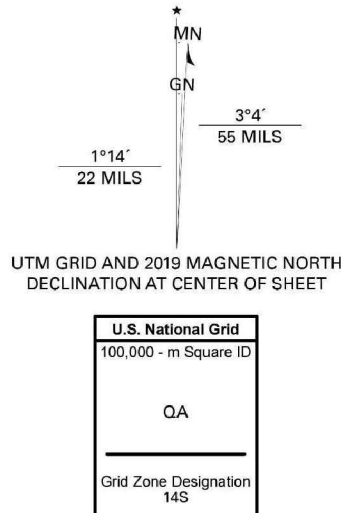 MN
GN
3°4´
55 MILS
1°14´
22 MILS
UTM GRID AND 2019 MAGNETIC NORTH
DECLINATION AT CENTER OF SHEET
U.S. National Grid
100,000 - m Square ID
QA
Grid Zone Designation
14S